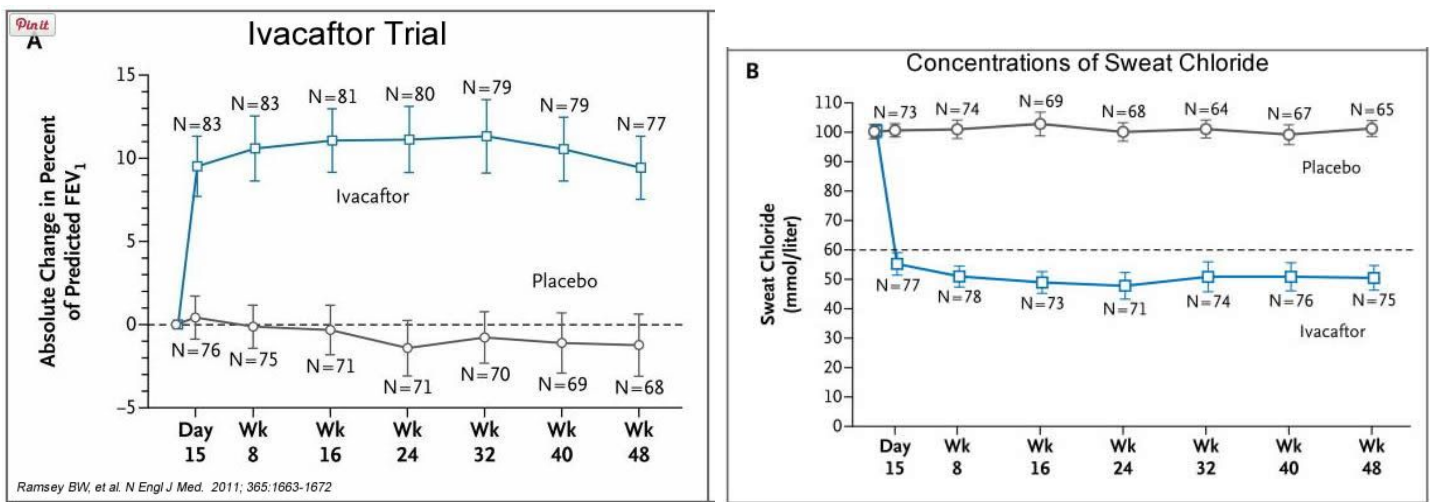 Pin it
A
Ivacaftor Trial
Absolute Change in Percent
of Predicted FEV1
15
10
5
0
–5
N=83
N=83
N=81
N=80
N=79
N=79
N=77
Ivacaftor
Placebo
N=76
N=75
N=71
N=71
N=70
N=69
N=68
Day
15
Wk
8
Wk
16
Wk
24
Wk
32
Wk
40
Wk
48
Ramsey BW, et al. N Engl J Med. 2011; 365:1663-1672
B
Concentrations of Sweat Chloride
Sweat Chloride
(mmol/liter)
110
100
90
80
70
60
50
40
30
20
10
0
N=73
N=74
N=69
N=68
N=64
N=67
N=65
Placebo
N=77
N=78
N=73
N=71
N=74
N=76
N=75
Ivacaftor
Day
15
Wk
8
Wk
16
Wk
24
Wk
32
Wk
40
Wk
48